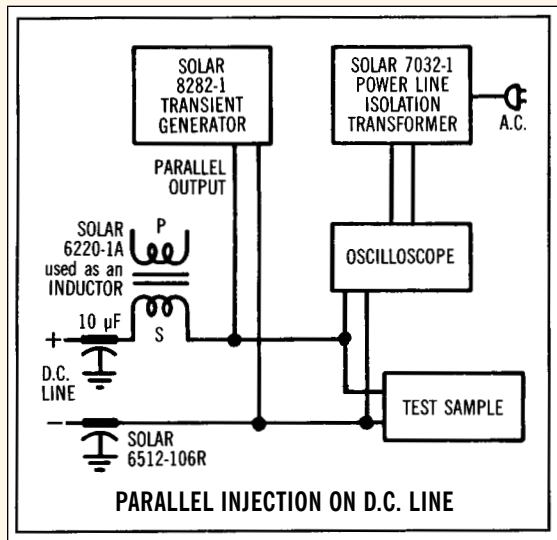 SOLAR
8282-1
TRANSIENT
GENERATOR
SOLAR 7032-1
POWER LINE
ISOLATION
TRANSFORMER
A.C.
PARALLEL
OUTPUT
SOLAR
6220-1A
used as an
INDUCTOR
P
S
OSCILLOSCOPE
10 µF
+
D.C.
LINE
–
SOLAR
6512-106R
TEST SAMPLE
PARALLEL INJECTION ON D.C. LINE